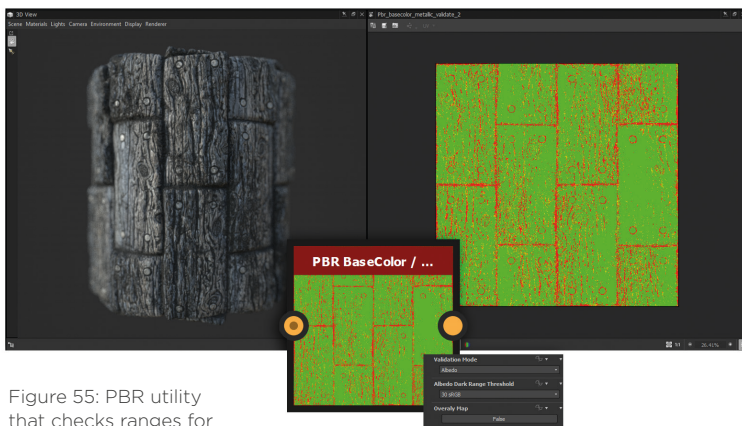 3D View
Scene Materials Lights Camera Environment Display Renderer
Pbr_basecolor_metallic_validate_2
PBR BaseColor / ...
1:1
26.41%
Validation Mode
Albedo
Albedo Dark Range Threshold
30 sRGB
Overaly Map
False
Figure 55: PBR utility
that checks ranges for